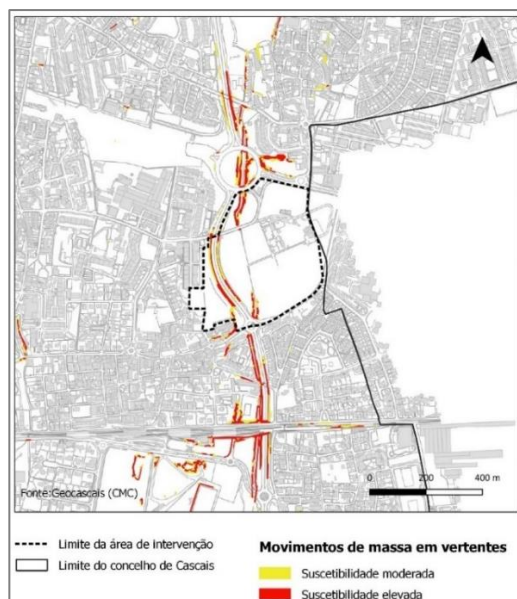 Fonte:Geocascais (CMC)
0 200 400 m
Limite da área de intervenção
Limite do concelho de Cascais
Movimentos de massa em vertentes
Suscetibilidade moderada
Suscetibilidade elevada